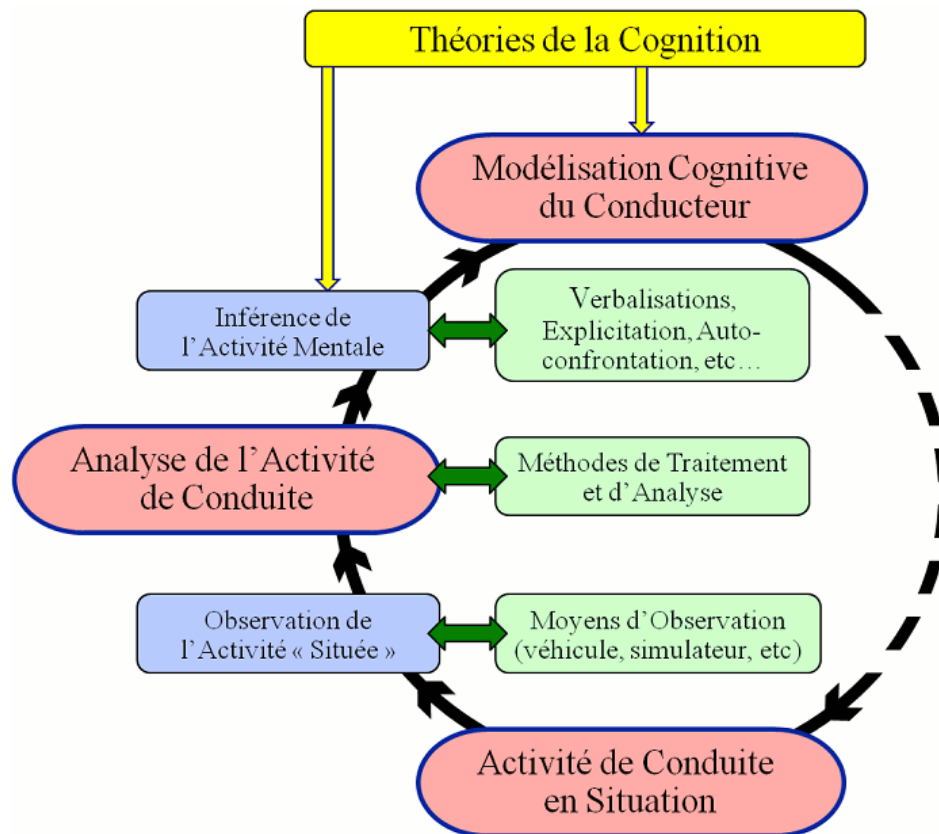 Théories de la Cognition
Modélisation Cognitive
du Conducteur
Inférence de
l'Activité Mentale
Verbalisations,
Explicitation, Auto-
confrontation, etc…
Analyse de l'Activité
de Conduite
Méthodes de Traitement
et d'Analyse
Observation de
l'Activité « Située »
Moyens d'Observation
(véhicule, simulateur, etc)
Activité de Conduite
en Situation